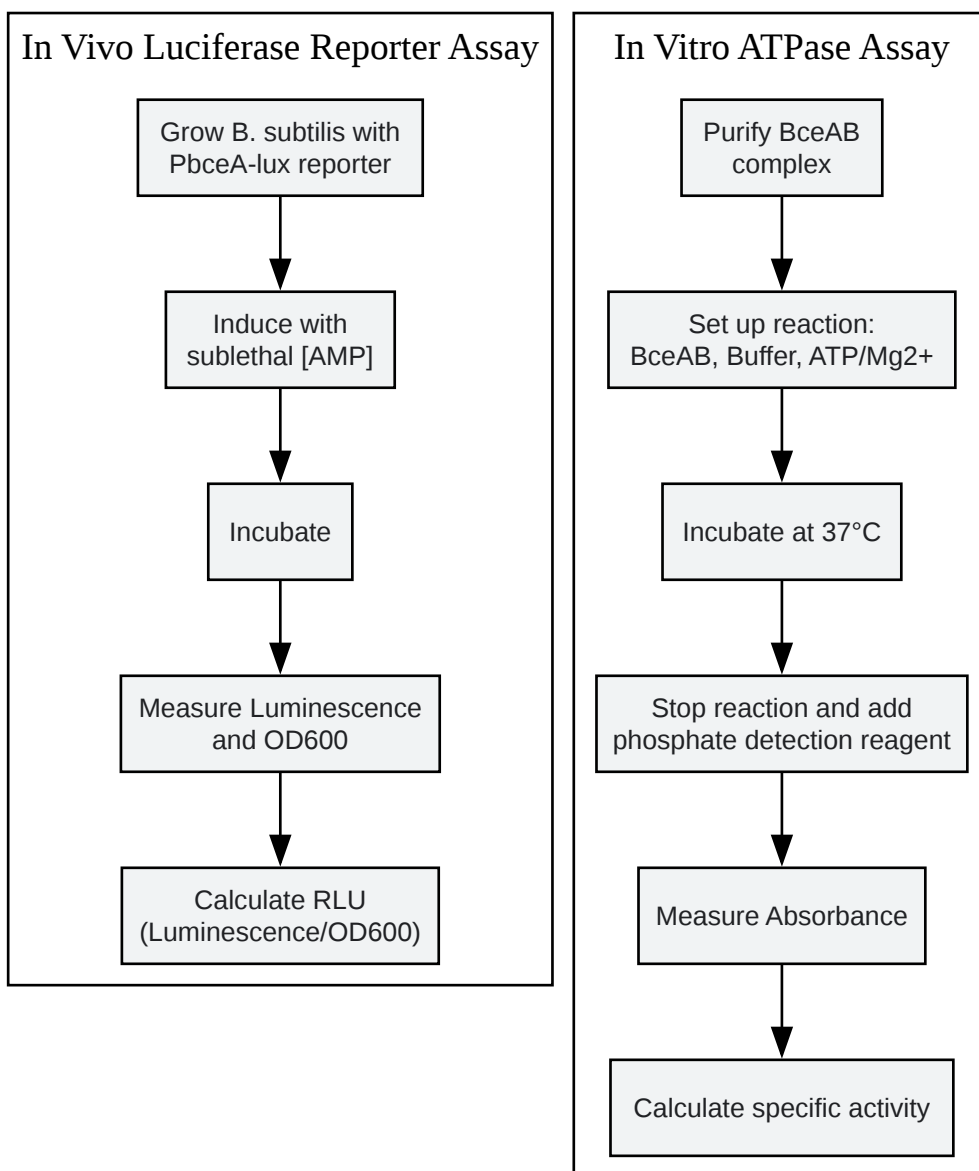 In Vivo Luciferase Reporter Assay
Grow B. subtilis with
PbceA-lux reporter
Induce with
sublethal [AMP]
Incubate
Measure Luminescence
and OD600
Calculate RLU
(Luminescence/OD600)
In Vitro ATPase Assay
Purify BceAB
complex
Set up reaction:
BceAB, Buffer, ATP/Mg2+
Incubate at 37°C
Stop reaction and add
phosphate detection reagent
Measure Absorbance
Calculate specific activity